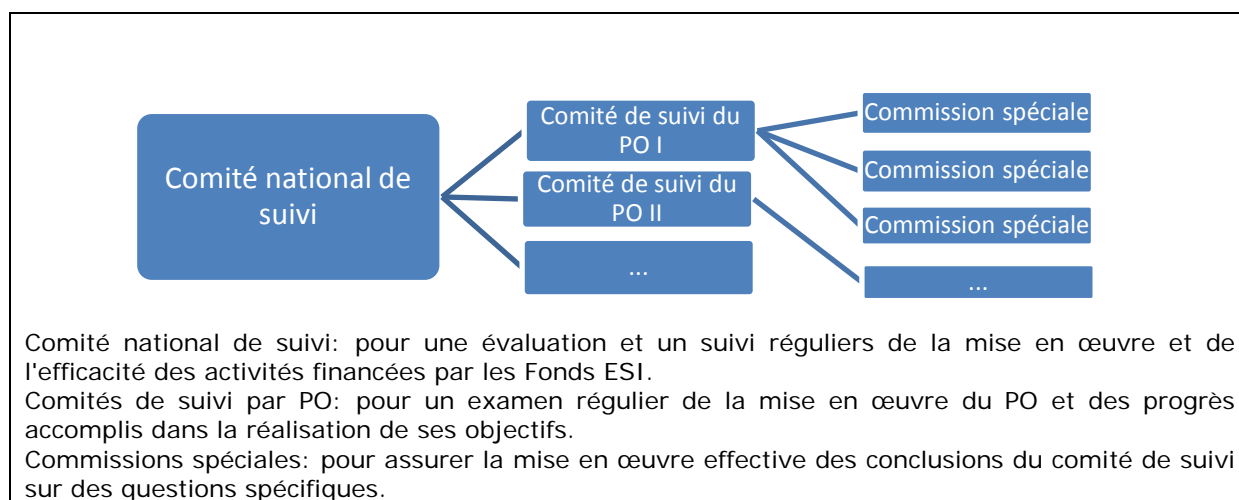 Comité national de
suivi
Comité de suivi du
PO I
Comité de suivi du
PO II
...
Commission spéciale
Commission spéciale
Commission spéciale
...
Comité national de suivi: pour une évaluation et un suivi réguliers de la mise en œuvre et de
l'efficacité des activités financées par les Fonds ESI.
Comités de suivi par PO: pour un examen régulier de la mise en œuvre du PO et des progrès
accomplis dans la réalisation de ses objectifs.
Commissions spéciales: pour assurer la mise en œuvre effective des conclusions du comité de suivi
sur des questions spécifiques.